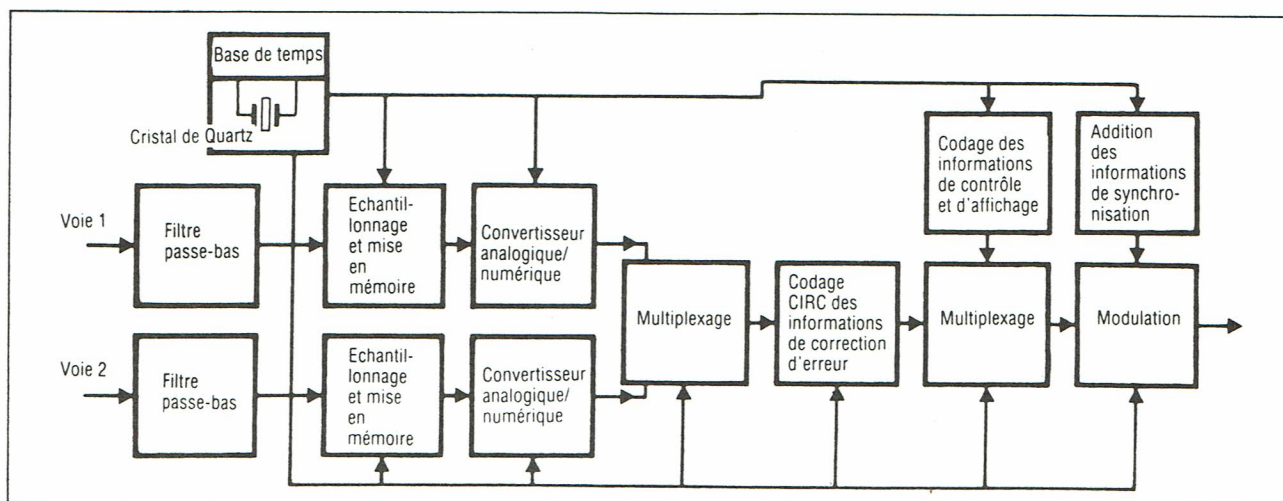 Base de temps
Cristal de Quartz
Codage des
informations
de contrôle
et d'affichage
Addition
des
informations
de synchro-
nisation
Voie 1
Filtre
passe-bas
Echantil-
lonnage
et mise
en
mémoire
Convertisseur
analogique/
numérique
Multiplexage
Codage
CIRC des
informations
de correction
d'erreur
Multiplexage
Modulation
Voie 2
Filtre
passe-bas
Echantil-
lonnage
et mise
en
mémoire
Convertisseur
analogique/
numérique